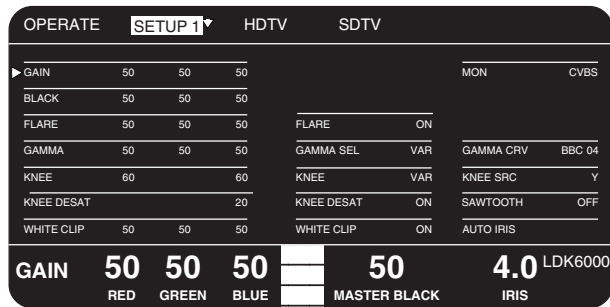 OPERATE SETUP 1 HDTV SDTV
GAIN 50 50 50 MON CVBS
BLACK 50 50 50
FLARE 50 50 50 FLARE ON
GAMMA 50 50 50 GAMMA SEL VAR GAMMA CRV BBC 04
KNEE 60 60 KNEE VAR KNEE SRC Y
KNEE DESAT 20 KNEE DESAT ON SAWTOOTH OFF
WHITE CLIP 50 50 50 WHITE CLIP ON AUTO IRIS
GAIN 50 50 50 50 4.0 LDK6000
RED GREEN BLUE MASTER BLACK IRIS